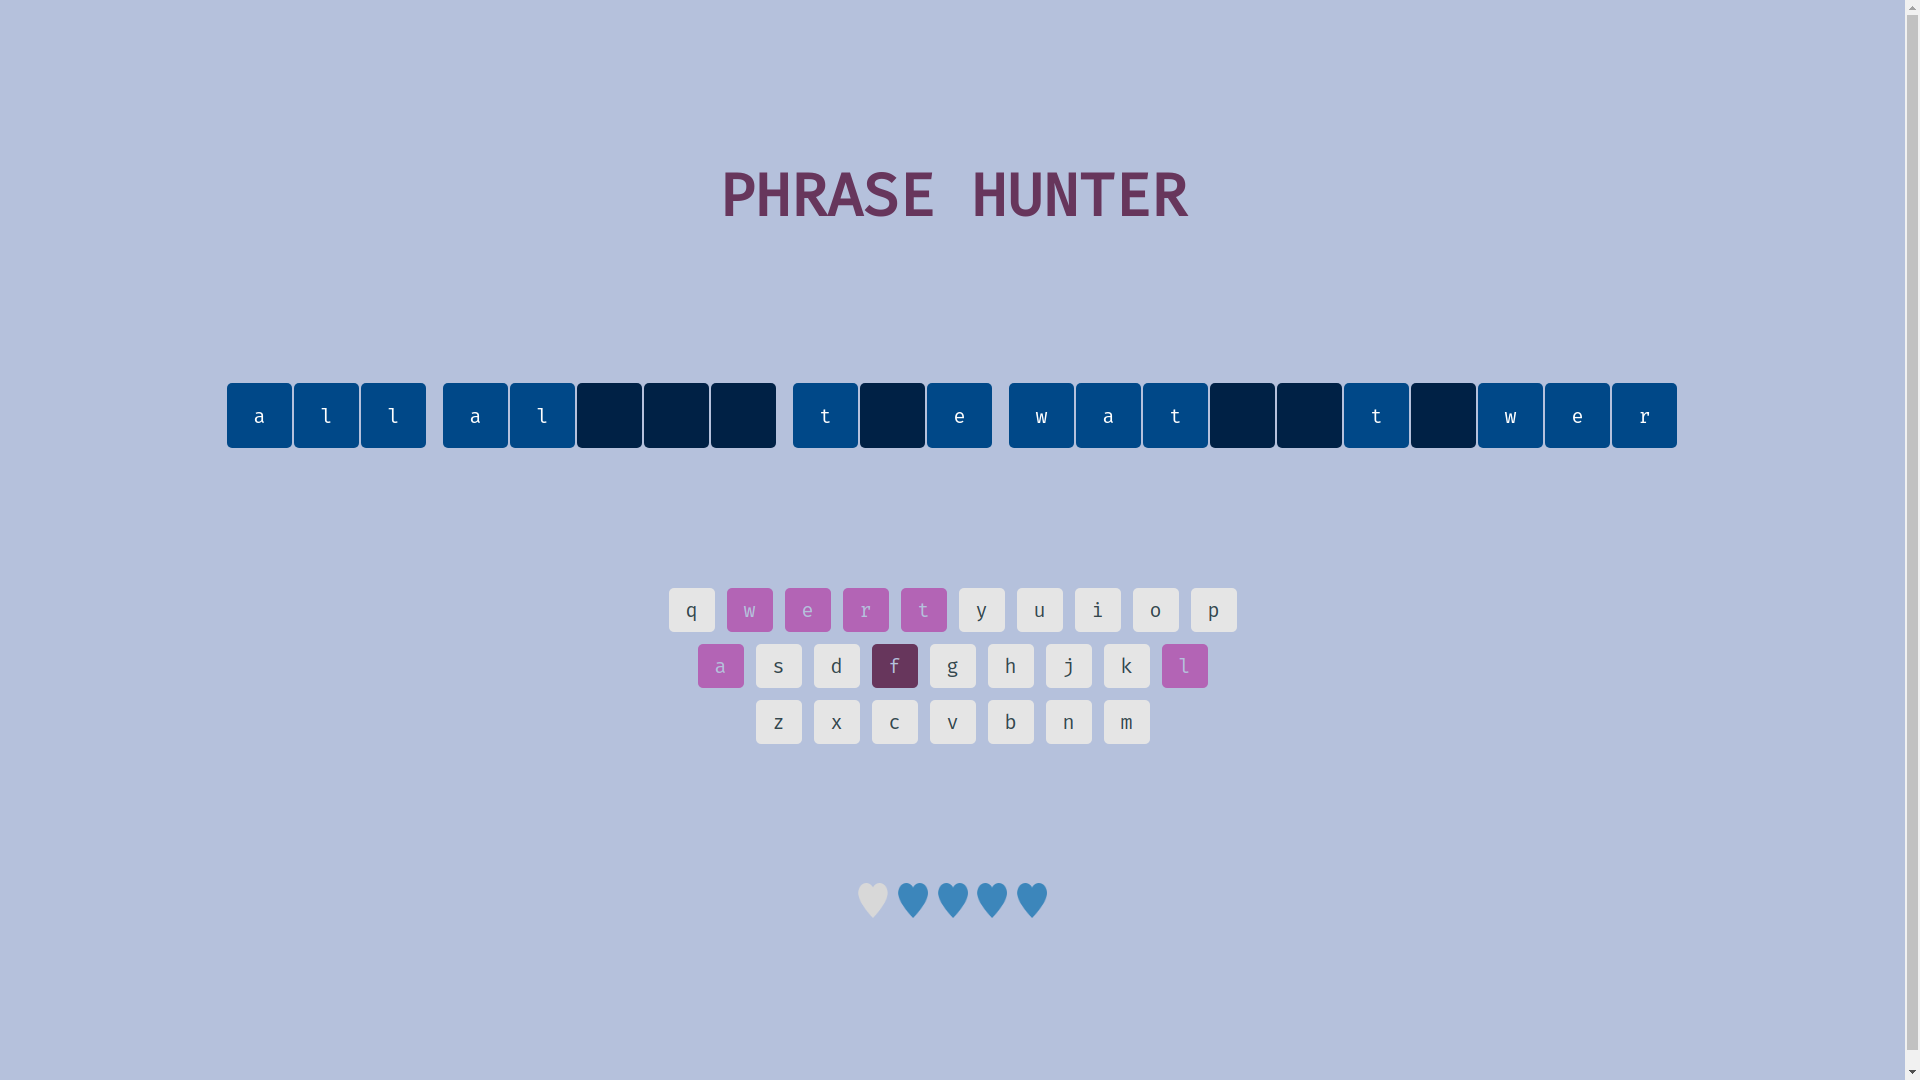 PHRASE HUNTER
a l l a l t e w a t t w e r
q w e r t y u i o p
a s d f g h j k l
z x c v b n m